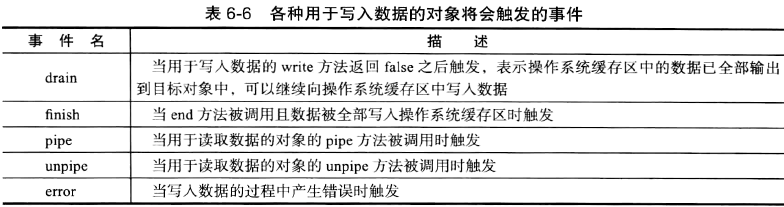 表 6-6 各种用于写入数据的对象将会触发的事件
事 件 名 描 述
drain 当用于写入数据的 write 方法返回 false 之后触发，表示操作系统缓存区中的数据已全部输出
到目标对象中，可以继续向操作系统缓存区中写入数据
finish 当 end 方法被调用且数据被全部写入操作系统缓存区时触发
pipe 当用于读取数据的对象的 pipe 方法被调用时触发
unpipe 当用于读取数据的对象的 unpipe 方法被调用时触发
error 当写入数据的过程中产生错误时触发